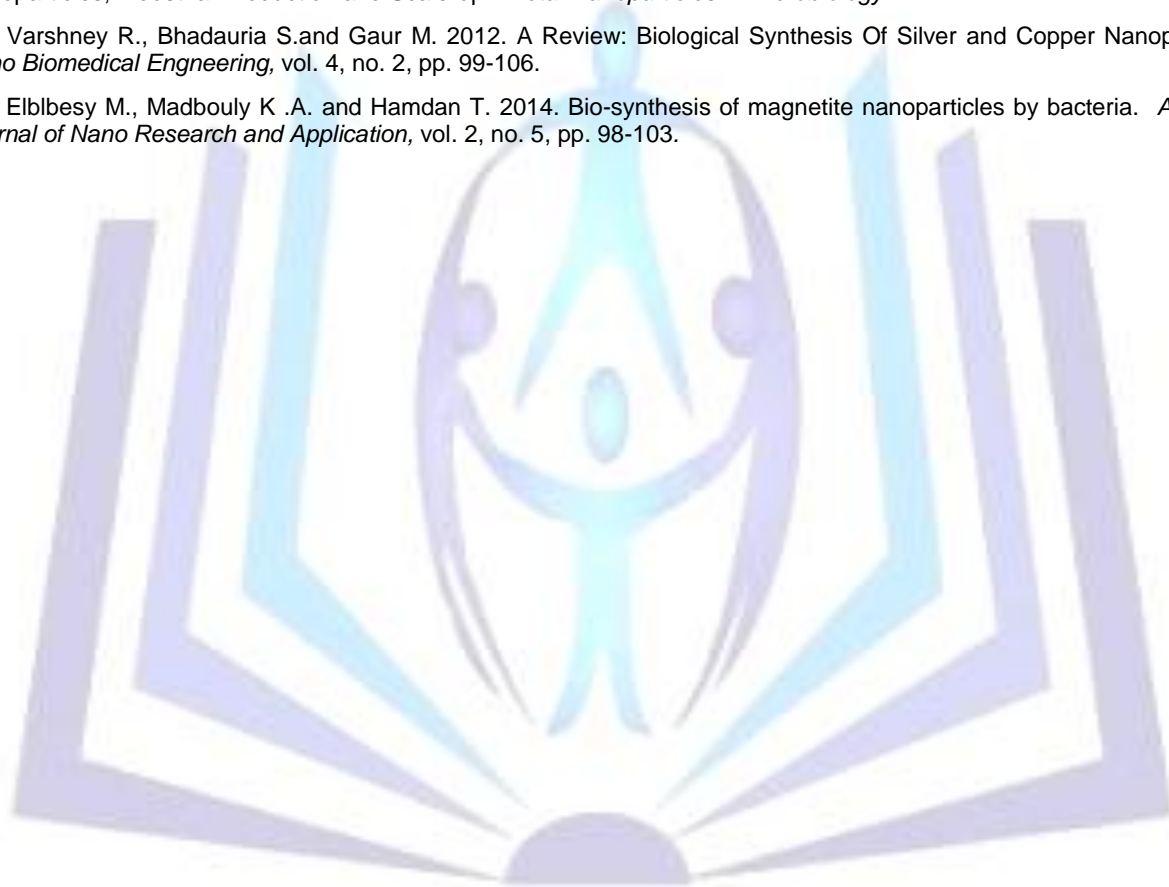 Varshney R., Bhadauria S.and Gaur M. 2012. A Review: Biological Synthesis Of Silver and Copper Nanop
no Biomedical Engneering, vol. 4, no. 2, pp. 99-106.
Elblbesy M., Madbouly K .A. and Hamdan T. 2014. Bio-synthesis of magnetite nanoparticles by bacteria. A
rnal of Nano Research and Application, vol. 2, no. 5, pp. 98-103.